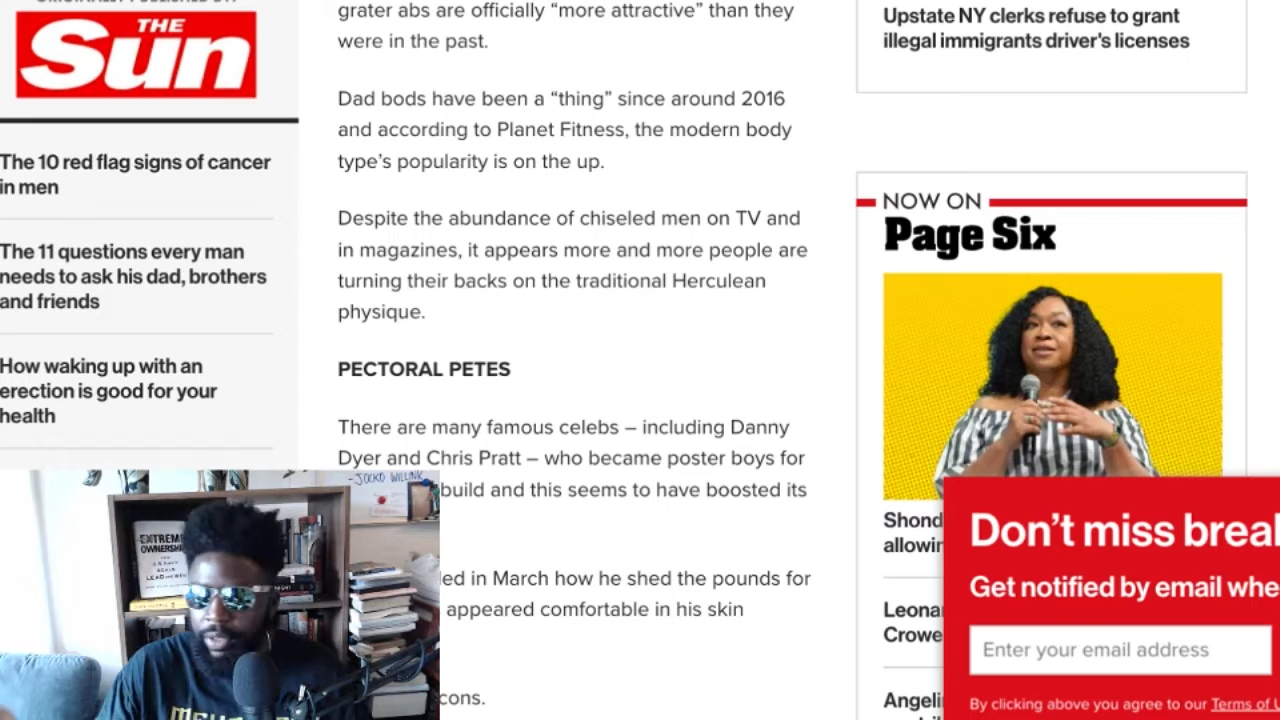 THE
Sun
The 10 red flag signs of cancer
in men
The 11 questions every man
needs to ask his dad, brothers
and friends
How waking up with an
erection is good for your
health
grater abs are officially “more attractive” than they
were in the past.
Dad bods have been a “thing” since around 2016
and according to Planet Fitness, the modern body
type’s popularity is on the up.
Despite the abundance of chiseled men on TV and
in magazines, it appears more and more people are
turning their backs on the traditional Herculean
physique.
PECTORAL PETES
There are many famous celebs – including Danny
Dyer and Chris Pratt – who became poster boys for
build and this seems to have boosted its
in March how he shed the pounds for
appeared comfortable in his skin
Upstate NY clerks refuse to grant
illegal immigrants driver's licenses
NOW ON
Page Six
Crowe
Don’t miss
Get notified by email
Enter your email address
By clicking above you agree to our Terms of
JOCKO WILLINK
EXTREME
OWNERSHIP